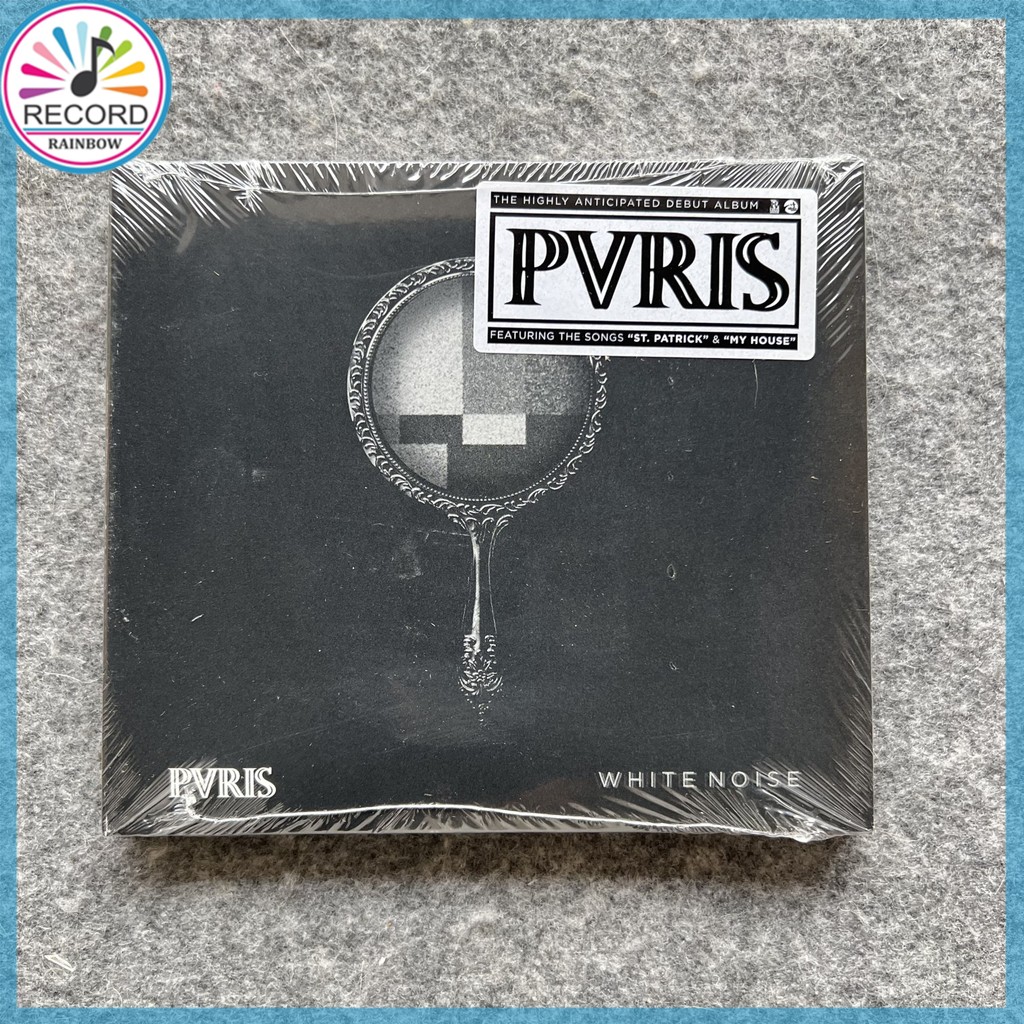 RECORD
RAINBOW
THE HIGHLY ANTICIPATED DEBUT ALBUM
PVRIS
FEATURING THE SONGS “ST. PATRICK” & “MY HOUSE”
PVRIS
WHITE NOISE